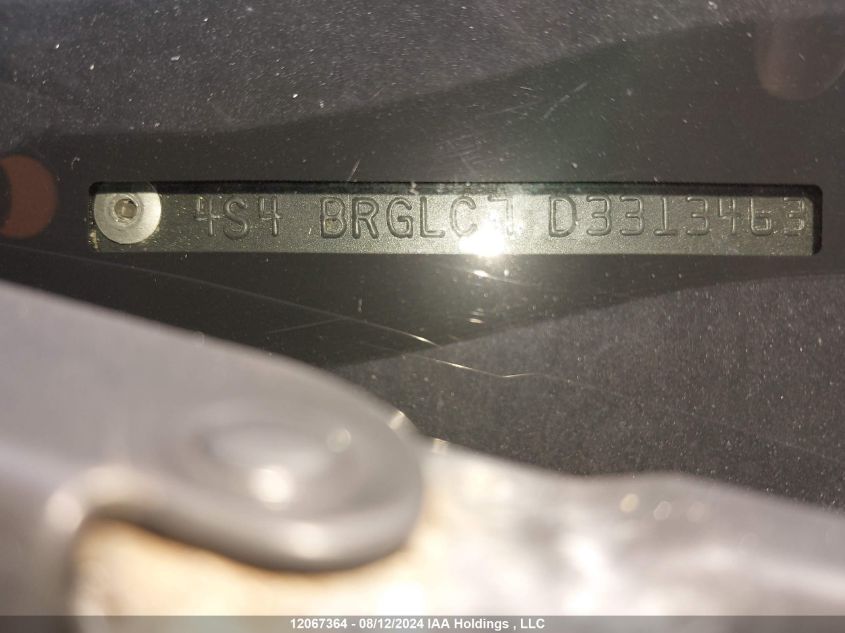 4S4 BRGLC7 D3313463
12067364 - 08/12/2024 IAA Holdings , LLC